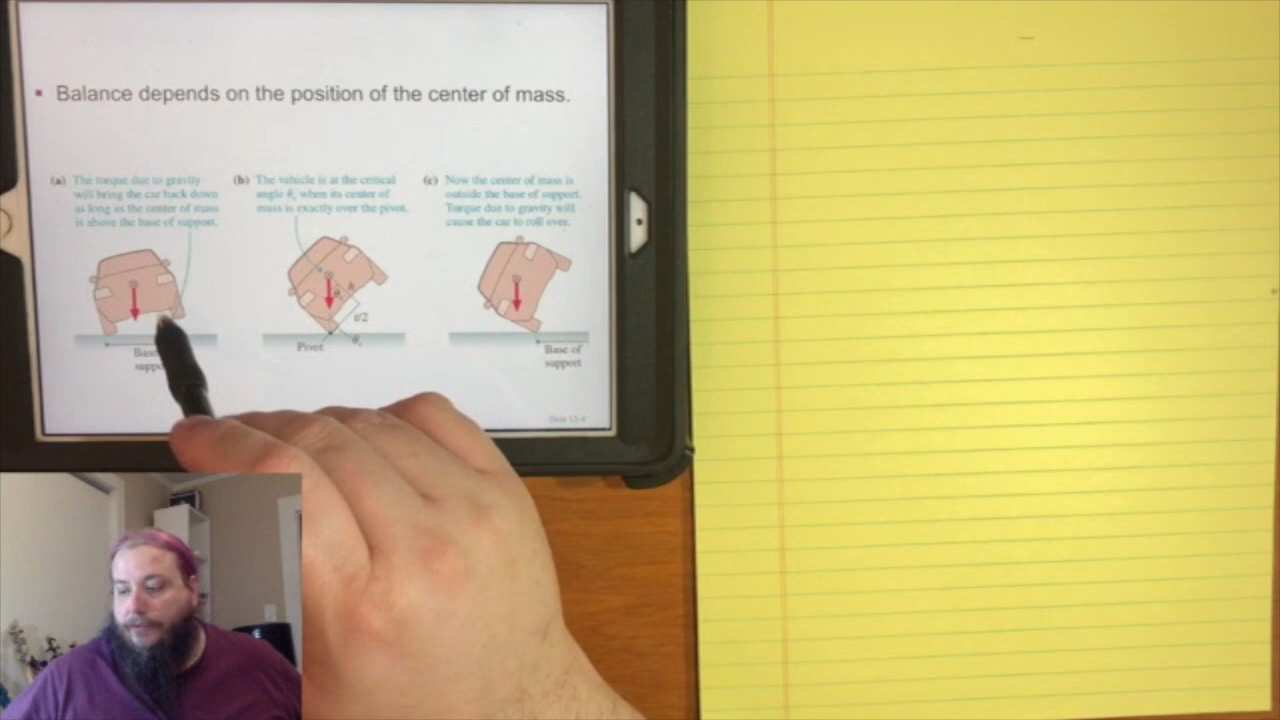 ▪ Balance depends on the position of the center of mass.
(a) The torque due to gravity
will bring the car back down
as long as the center of mass
is above the base of support.
(b) The vehicle is at the critical
angle θc when its center of
mass is exactly over the pivot.
(c) Now the center of mass is
outside the base of support.
Torque due to gravity will
cause the car to roll over.
h
t/2
θc
Pivot
Base of
support